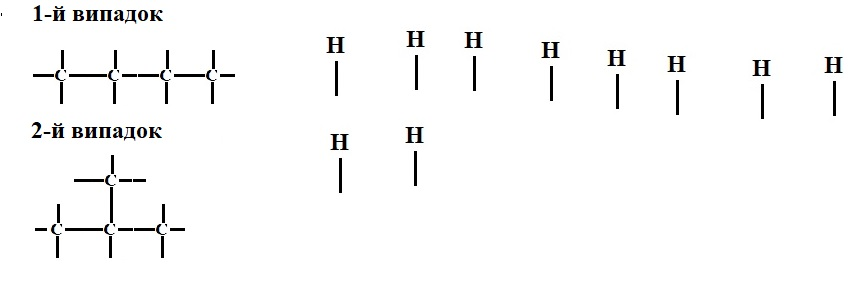 1-й випадок
H H H H H H H H
C C C C
2-й випадок
H H
C
C C C